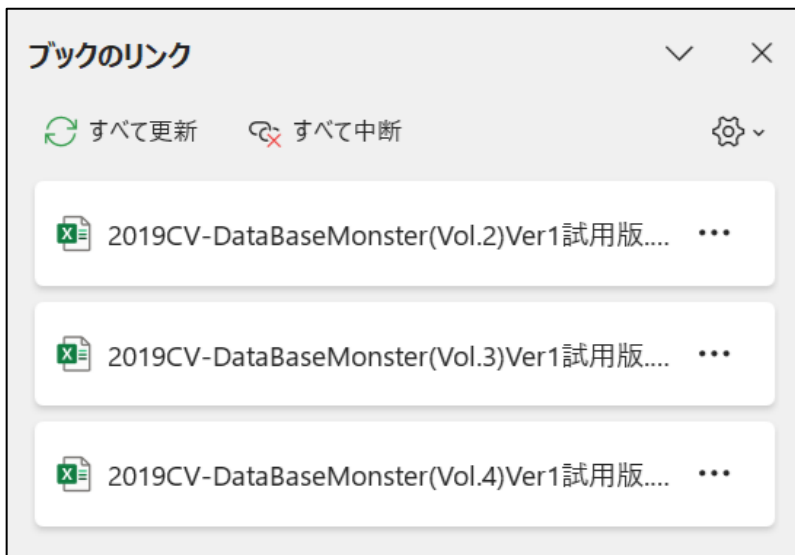 ブックのリンク
すべて更新 すべて中断
2019CV-DataBaseMonster(Vol.2)Ver1試用版....
2019CV-DataBaseMonster(Vol.3)Ver1試用版....
2019CV-DataBaseMonster(Vol.4)Ver1試用版....